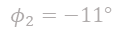 𝜙₂ = −11°